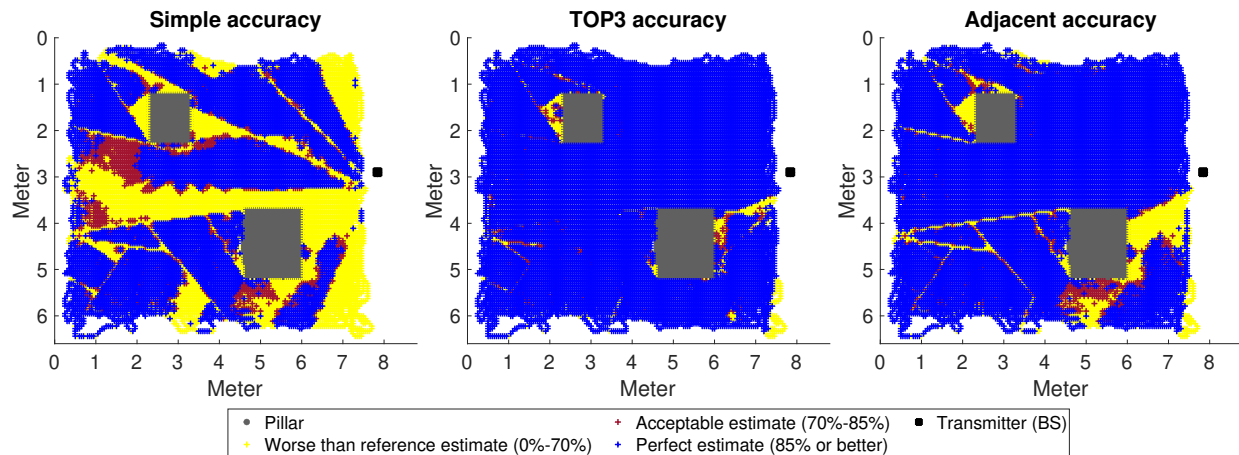 Simple accuracy
TOP3 accuracy
Adjacent accuracy
0
1
2
3
4
5
6
Meter
0 1 2 3 4 5 6 7 8
Meter
0
1
2
3
4
5
6
Meter
0 1 2 3 4 5 6 7 8
Meter
0
1
2
3
4
5
6
Meter
0 1 2 3 4 5 6 7 8
Meter
Pillar
Worse than reference estimate (0%-70%)
Acceptable estimate (70%-85%)
Perfect estimate (85% or better)
Transmitter (BS)